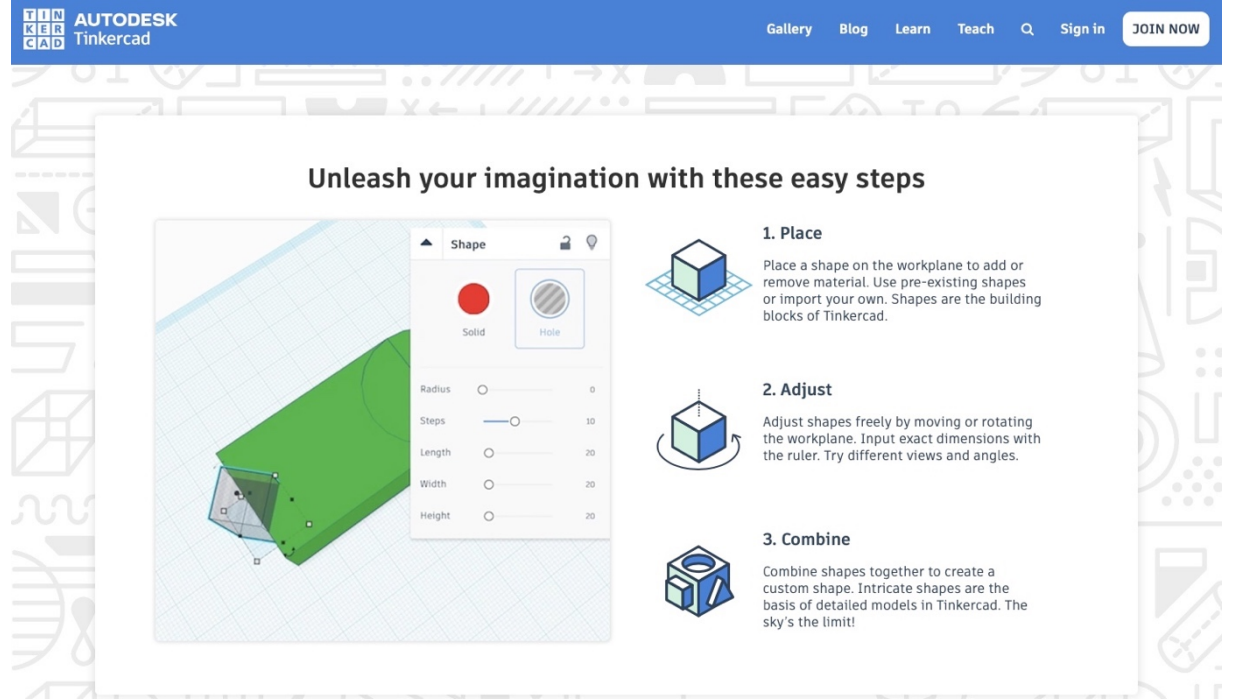 TIN
KER
CAD
AUTODESK
Tinkercad
Gallery
Blog
Learn
Teach
Sign in
JOIN NOW
Unleash your imagination with these easy steps
Shape
Solid
Hole
Radius 0
Steps 10
Length 20
Width 20
Height 20
1. Place
Place a shape on the workplane to add or
remove material. Use pre-existing shapes
or import your own. Shapes are the building
blocks of Tinkercad.
2. Adjust
Adjust shapes freely by moving or rotating
the workplane. Input exact dimensions with
the ruler. Try different views and angles.
3. Combine
Combine shapes together to create a
custom shape. Intricate shapes are the
basis of detailed models in Tinkercad. The
sky's the limit!